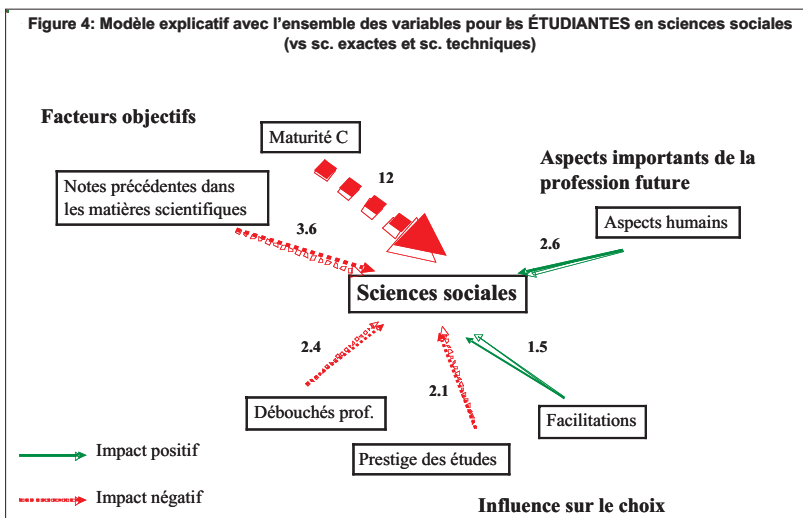 Figure 4: Modèle explicatif avec l'ensemble des variables pour les ÉTUDIANTES en sciences sociales
(vs sc. exactes et sc. techniques)
Facteurs objectifs
Maturité C
12
Aspects importants de la
profession future
Notes précédentes dans
les matières scientifiques
3.6
Aspects humains
2.6
Sciences sociales
2.4
1.5
2.1
Débouchés prof.
Facilitations
Prestige des études
Impact positif
Impact négatif
Influence sur le choix